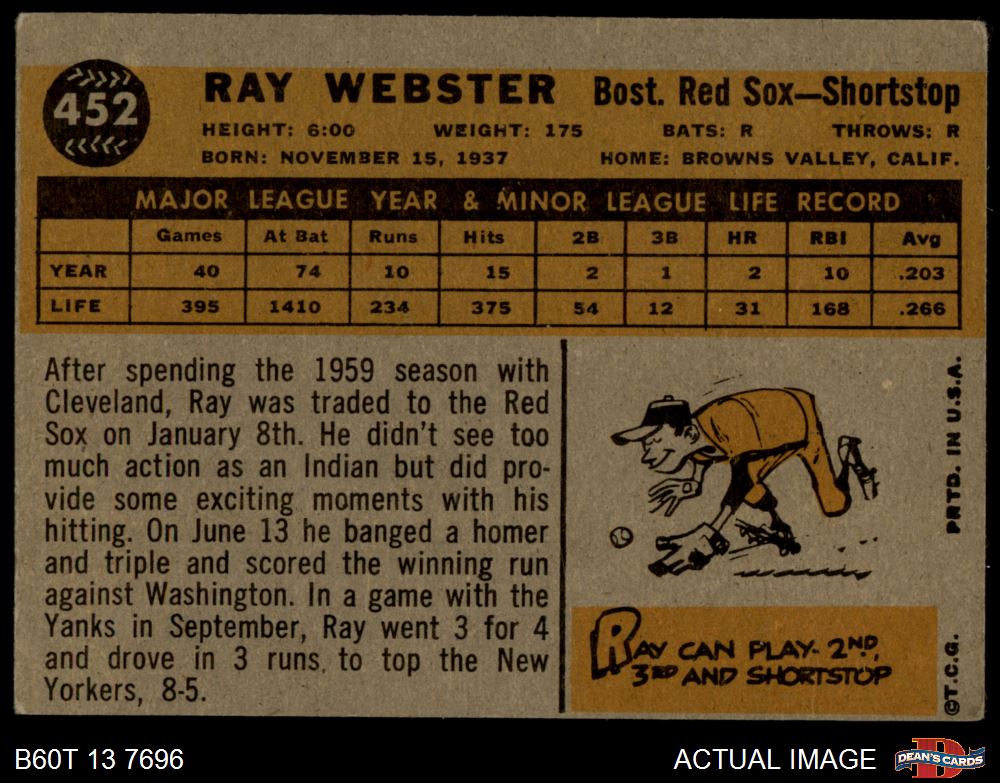 452
RAY WEBSTER Bost. Red Sox—Shortstop
HEIGHT: 6:00 WEIGHT: 175 BATS: R THROWS: R
BORN: NOVEMBER 15, 1937 HOME: BROWNS VALLEY, CALIF.
MAJOR LEAGUE YEAR & MINOR LEAGUE LIFE RECORD
Games At Bat Runs Hits 2B 3B HR RBI Avg
YEAR 40 74 10 15 2 1 2 10 .203
LIFE 395 1410 234 375 54 12 31 168 .266
After spending the 1959 season with
Cleveland, Ray was traded to the Red
Sox on January 8th. He didn't see too
much action as an Indian but did pro-
vide some exciting moments with his
hitting. On June 13 he banged a homer
and triple and scored the winning run
against Washington. In a game with the
Yanks in September, Ray went 3 for 4
and drove in 3 runs to top the New
Yorkers, 8-5.
RAY CAN PLAY 2ND,
3RD AND SHORTSTOP
PRTD. IN U.S.A.
©T.C.G.
B60T 13 7696
ACTUAL IMAGE
DEAN'S CARDS